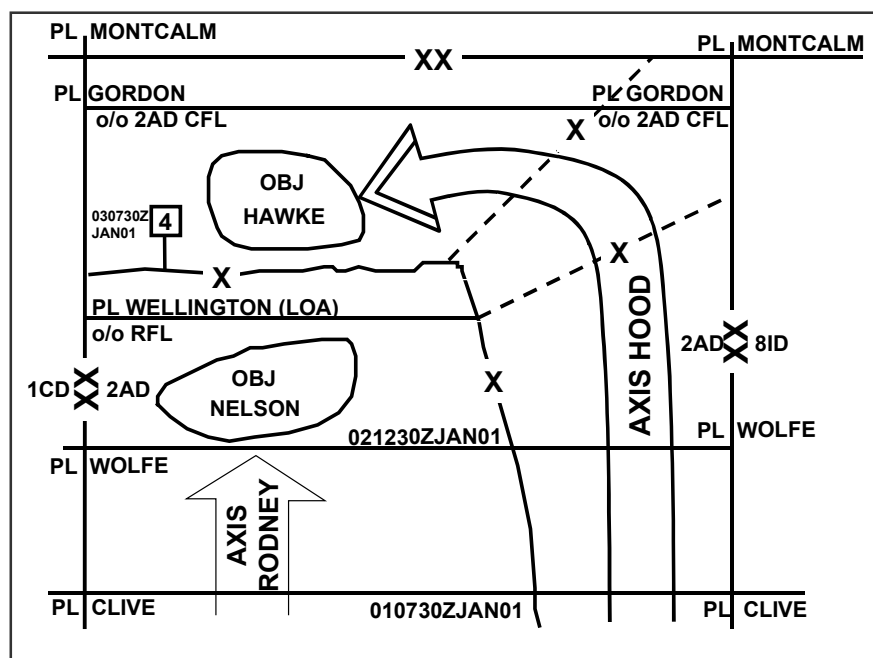 PL MONTCALM
PL MONTCALM
XX
PL GORDON
PL GORDON
o/o 2AD CFL
o/o 2AD CFL
X
OBJ
HAWKE
030730Z
JAN01
4
X
X
PL WELLINGTON (LOA)
o/o RFL
AXIS HOOD
1CD XX 2AD
2AD XX 8ID
OBJ
NELSON
X
021230ZJAN01
PL WOLFE
PL WOLFE
AXIS
RODNEY
PL CLIVE
010730ZJAN01
PL CLIVE